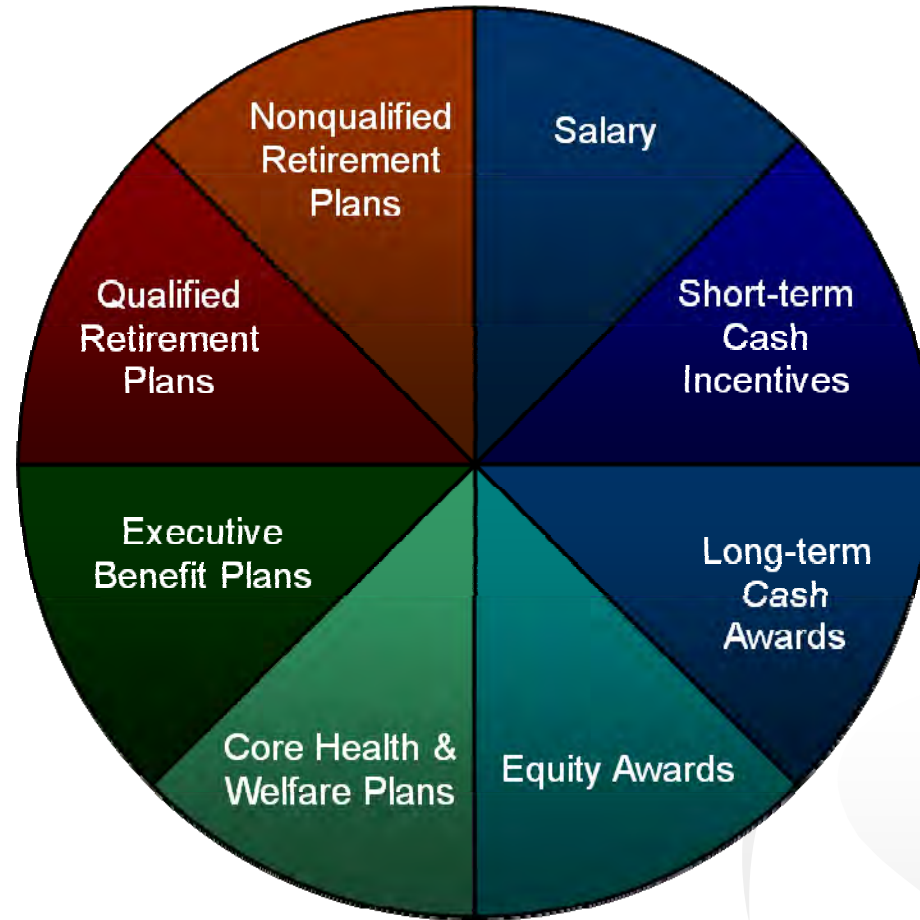 Nonqualified
Retirement
Plans
Salary
Qualified
Retirement
Plans
Short-term
Cash
Incentives
Executive
Benefit Plans
Long-term
Cash
Awards
Core Health &
Welfare Plans
Equity Awards